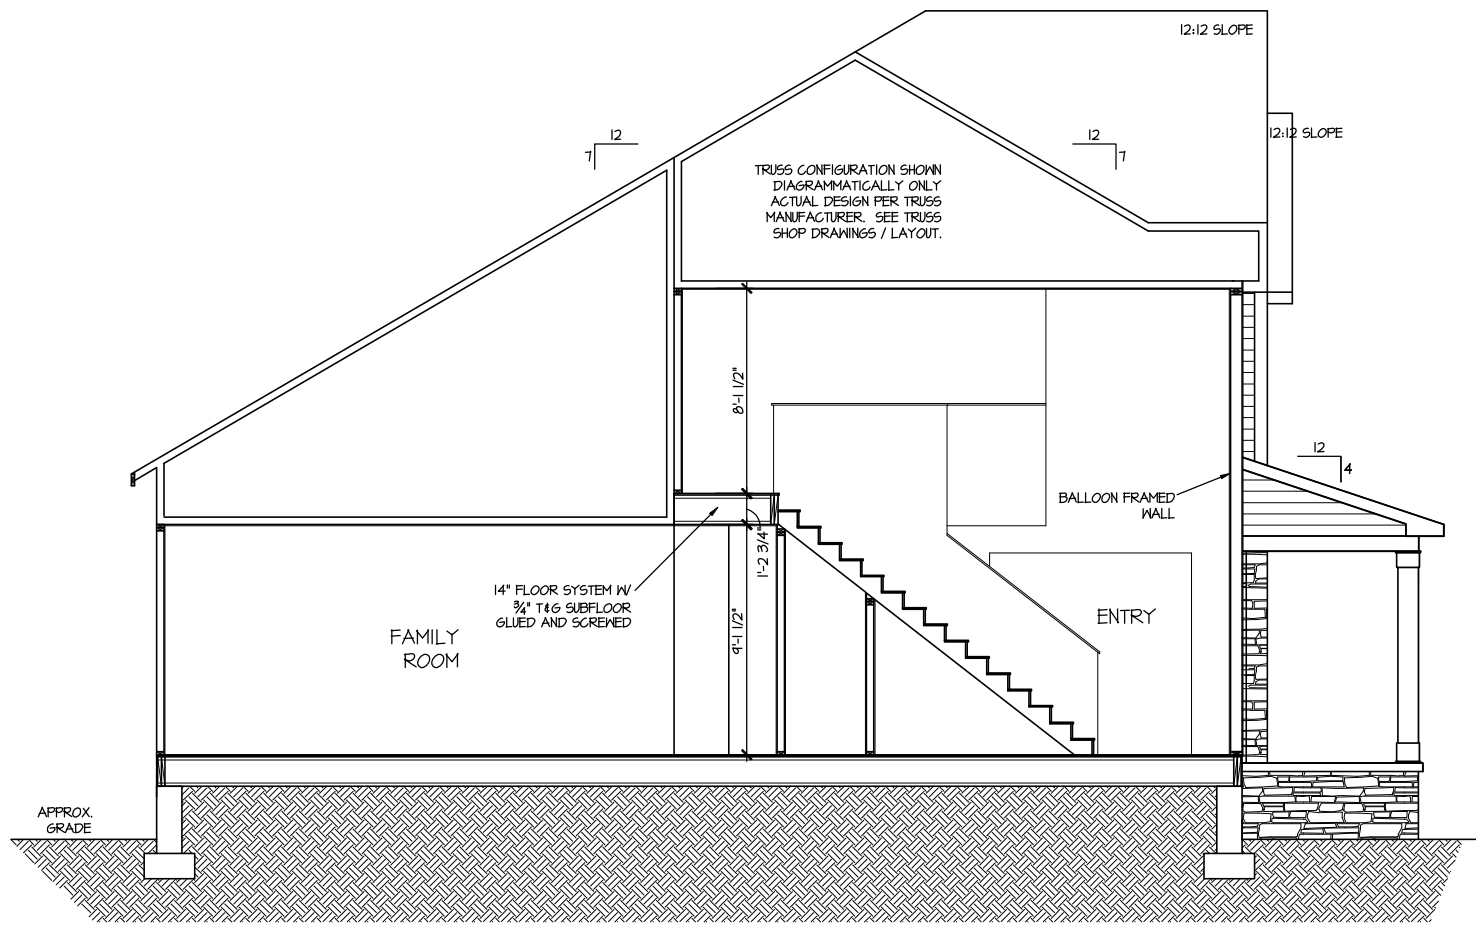 12:12 SLOPE
12
7
12
7
12:12 SLOPE
TRUSS CONFIGURATION SHOWN
DIAGRAMMATICALLY ONLY
ACTUAL DESIGN PER TRUSS
MANUFACTURER. SEE TRUSS
SHOP DRAWINGS / LAYOUT.
8'-1 1/2"
12
4
BALLOON FRAMED
WALL
1'-2 3/4"
14" FLOOR SYSTEM W/
3/4" T&G SUBFLOOR
GLUED AND SCREWED
9'-1 1/2"
ENTRY
FAMILY
ROOM
APPROX.
GRADE